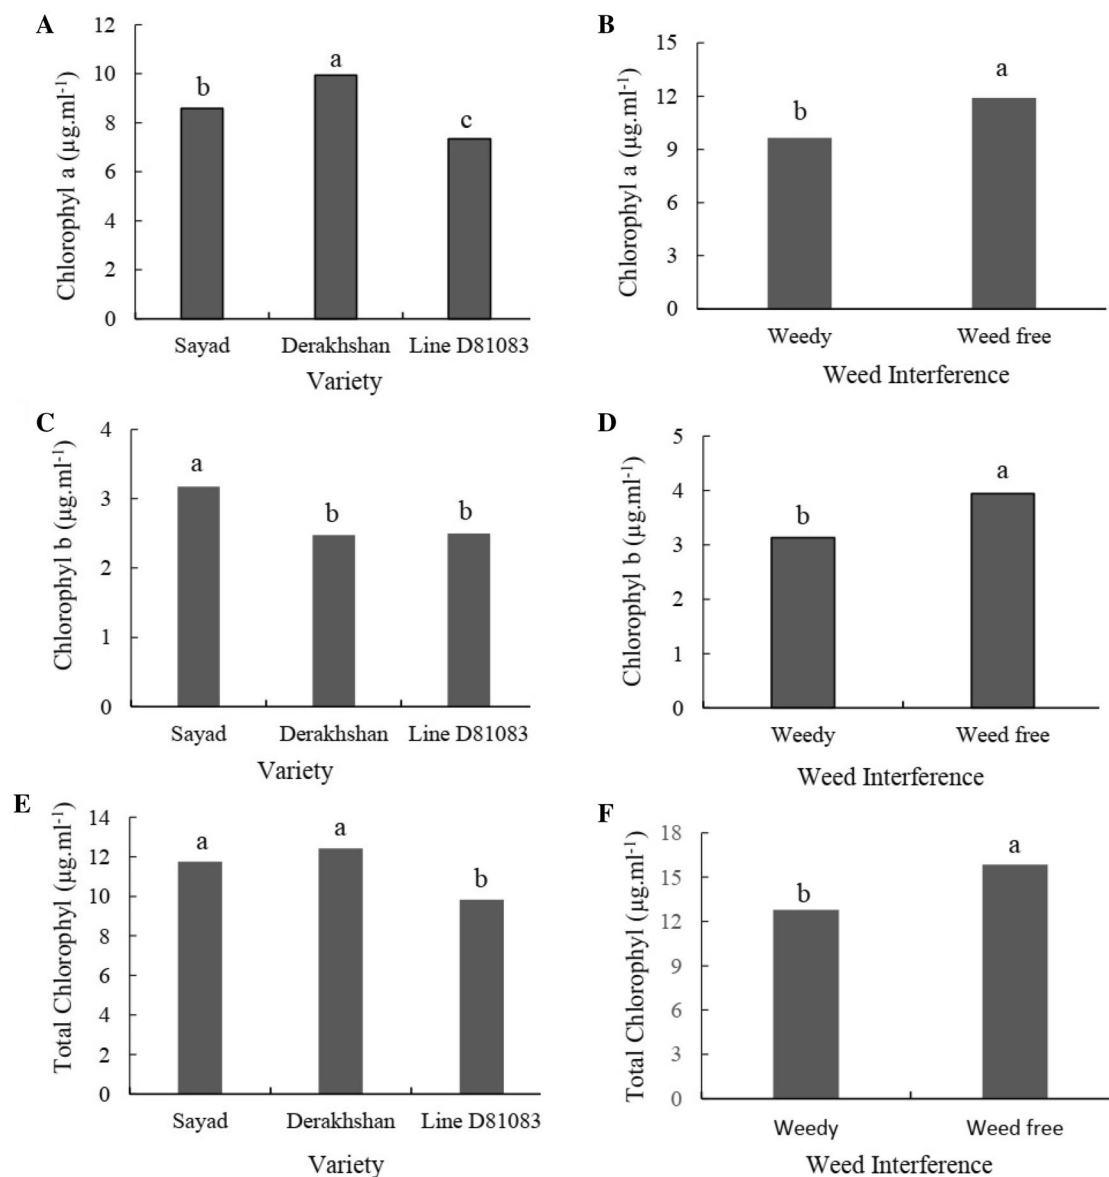 A
Chlorophyl a (µg.ml-1)
12
10
8
6
4
2
0
b
a
c
Sayad Derakhshan Line D81083
Variety
B
Chlorophyl a (µg.ml-1)
15
12
9
6
3
0
b
a
Weedy Weed free
Weed Interference
C
Chlorophyl b (µg.ml-1)
4
3
2
1
0
a
b
b
Sayad Derakhshan Line D81083
Variety
D
Chlorophyl b (µg.ml-1)
5
4
3
2
1
0
b
a
Weedy Weed free
Weed Interference
E
Total Chlorophyl (µg.ml-1)
14
12
10
8
6
4
2
0
a
a
b
Sayad Derakhshan Line D81083
Variety
F
Total Chlorophyl (µg.ml-1)
18
15
12
9
6
3
0
b
a
Weedy Weed free
Weed Interference